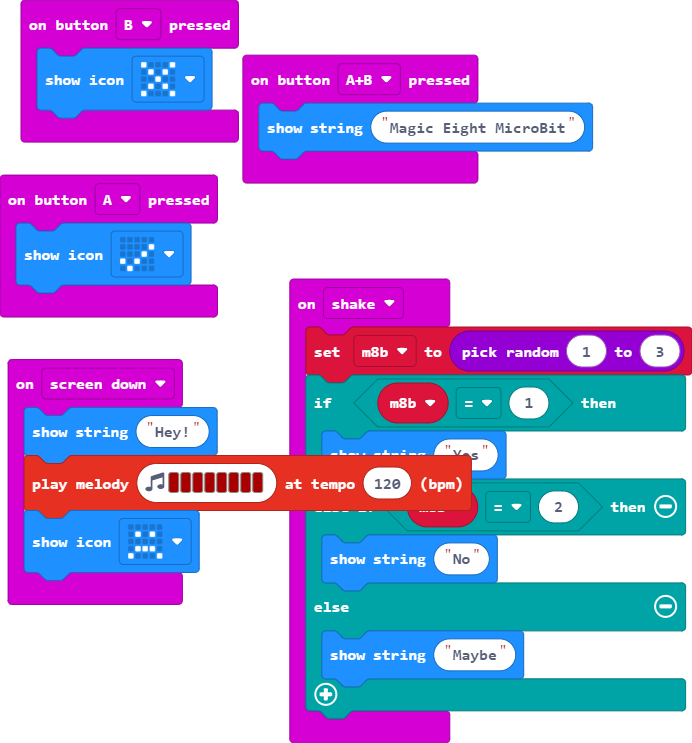 on button B pressed
show icon
on button A+B pressed
show string "Magic Eight MicroBit"
on button A pressed
show icon
on shake
set m8b to pick random 1 to 3
if m8b = 1 then
show string "Yes"
= 2 then
show string "No"
else
show string "Maybe"
on screen down
show string "Hey!"
play melody at tempo 120 (bpm)
show icon